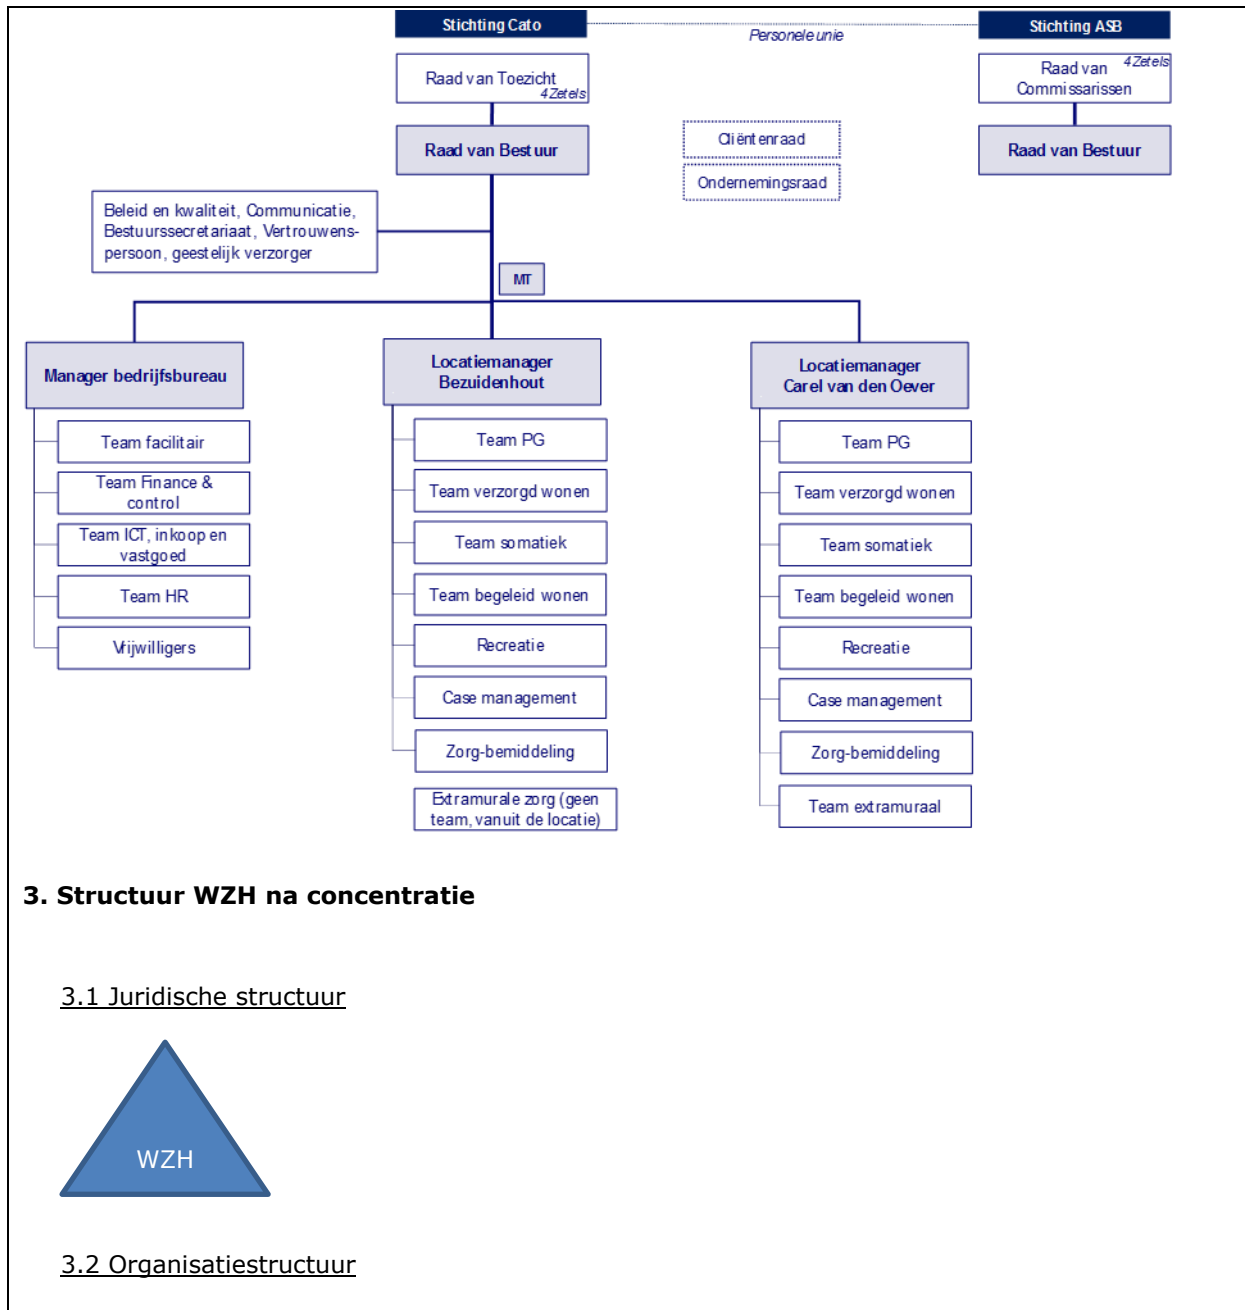 Stichting Cato
Personele unie
Stichting ASB
Raad van Toezicht
4 Zetels
Raad van
4 Zetels
Commissarissen
Raad van Bestuur
Cliëntenraad
Ondernemingsraad
Raad van Bestuur
Beleid en kwaliteit, Communicatie,
Bestuurssecretariaat, Vertrouwens-
persoon, geestelijk verzorger
MT
Manager bedrijfsbureau
Team facilitair
Team Finance &
control
Team ICT, inkoop en
vastgoed
Team HR
Vrijwilligers
Locatiemanager
Bezuidenhout
Team PG
Team verzorgd wonen
Team somatiek
Team begeleid wonen
Recreatie
Case management
Zorg-bemiddeling
Extramurale zorg (geen
team, vanuit de locatie)
Locatiemanager
Carel van den Oever
Team PG
Team verzorgd wonen
Team somatiek
Team begeleid wonen
Recreatie
Case management
Zorg-bemiddeling
Team extramuraal
3. Structuur WZH na concentratie
3.1 Juridische structuur
WZH
3.2 Organisatiestructuur